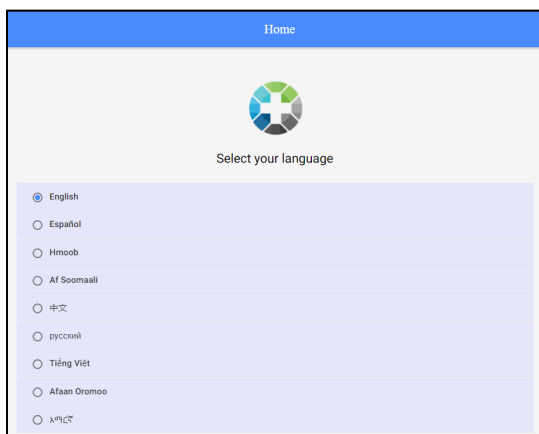 Home
Select your language
English
Español
Hmoob
Af Soomaali
中文
русский
Tiếng Việt
Afaan Oromoo
አማርኛ